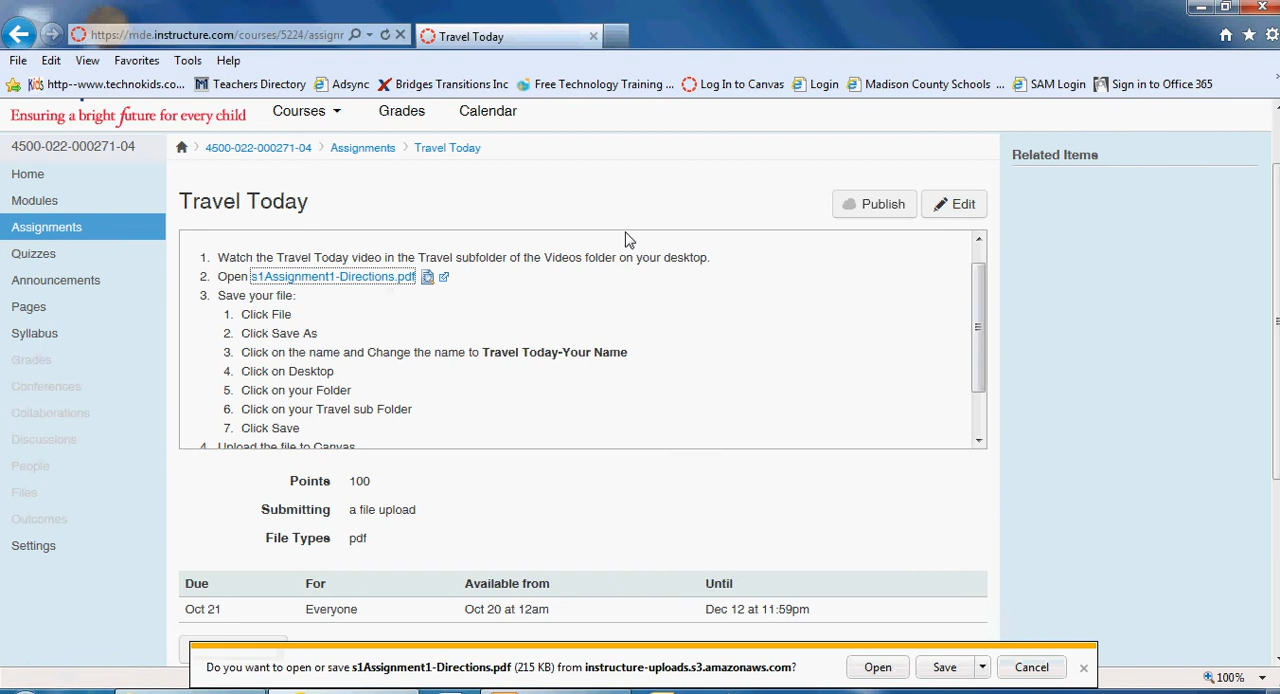 https://mde.instructure.com/courses/5224/assignr
Travel Today
File Edit View Favorites Tools Help
http--www.technokids.co... Teachers Directory Adsync Bridges Transitions Inc Free Technology Training ... Log In to Canvas Login Madison County Schools ... SAM Login Sign in to Office 365
Ensuring a bright future for every child
Courses Grades Calendar
4500-022-000271-04
Home
Modules
Assignments
Quizzes
Announcements
Pages
Syllabus
Grades
Conferences
Collaborations
Discussions
People
Files
Outcomes
Settings
4500-022-000271-04 Assignments Travel Today
Travel Today
Publish Edit
1. Watch the Travel Today video in the Travel subfolder of the Videos folder on your desktop.
2. Open s1Assignment1-Directions.pdf
3. Save your file:
1. Click File
2. Click Save As
3. Click on the name and Change the name to Travel Today-Your Name
4. Click on Desktop
5. Click on your Folder
6. Click on your Travel sub Folder
7. Click Save
4. Upload the file to Canvas
Points 100
Submitting a file upload
File Types pdf
Due For Available from Until
Oct 21 Everyone Oct 20 at 12am Dec 12 at 11:59pm
Related Items
Do you want to open or save s1Assignment1-Directions.pdf (215 KB) from instructure-uploads.s3.amazonaws.com?
Open Save Cancel
100%